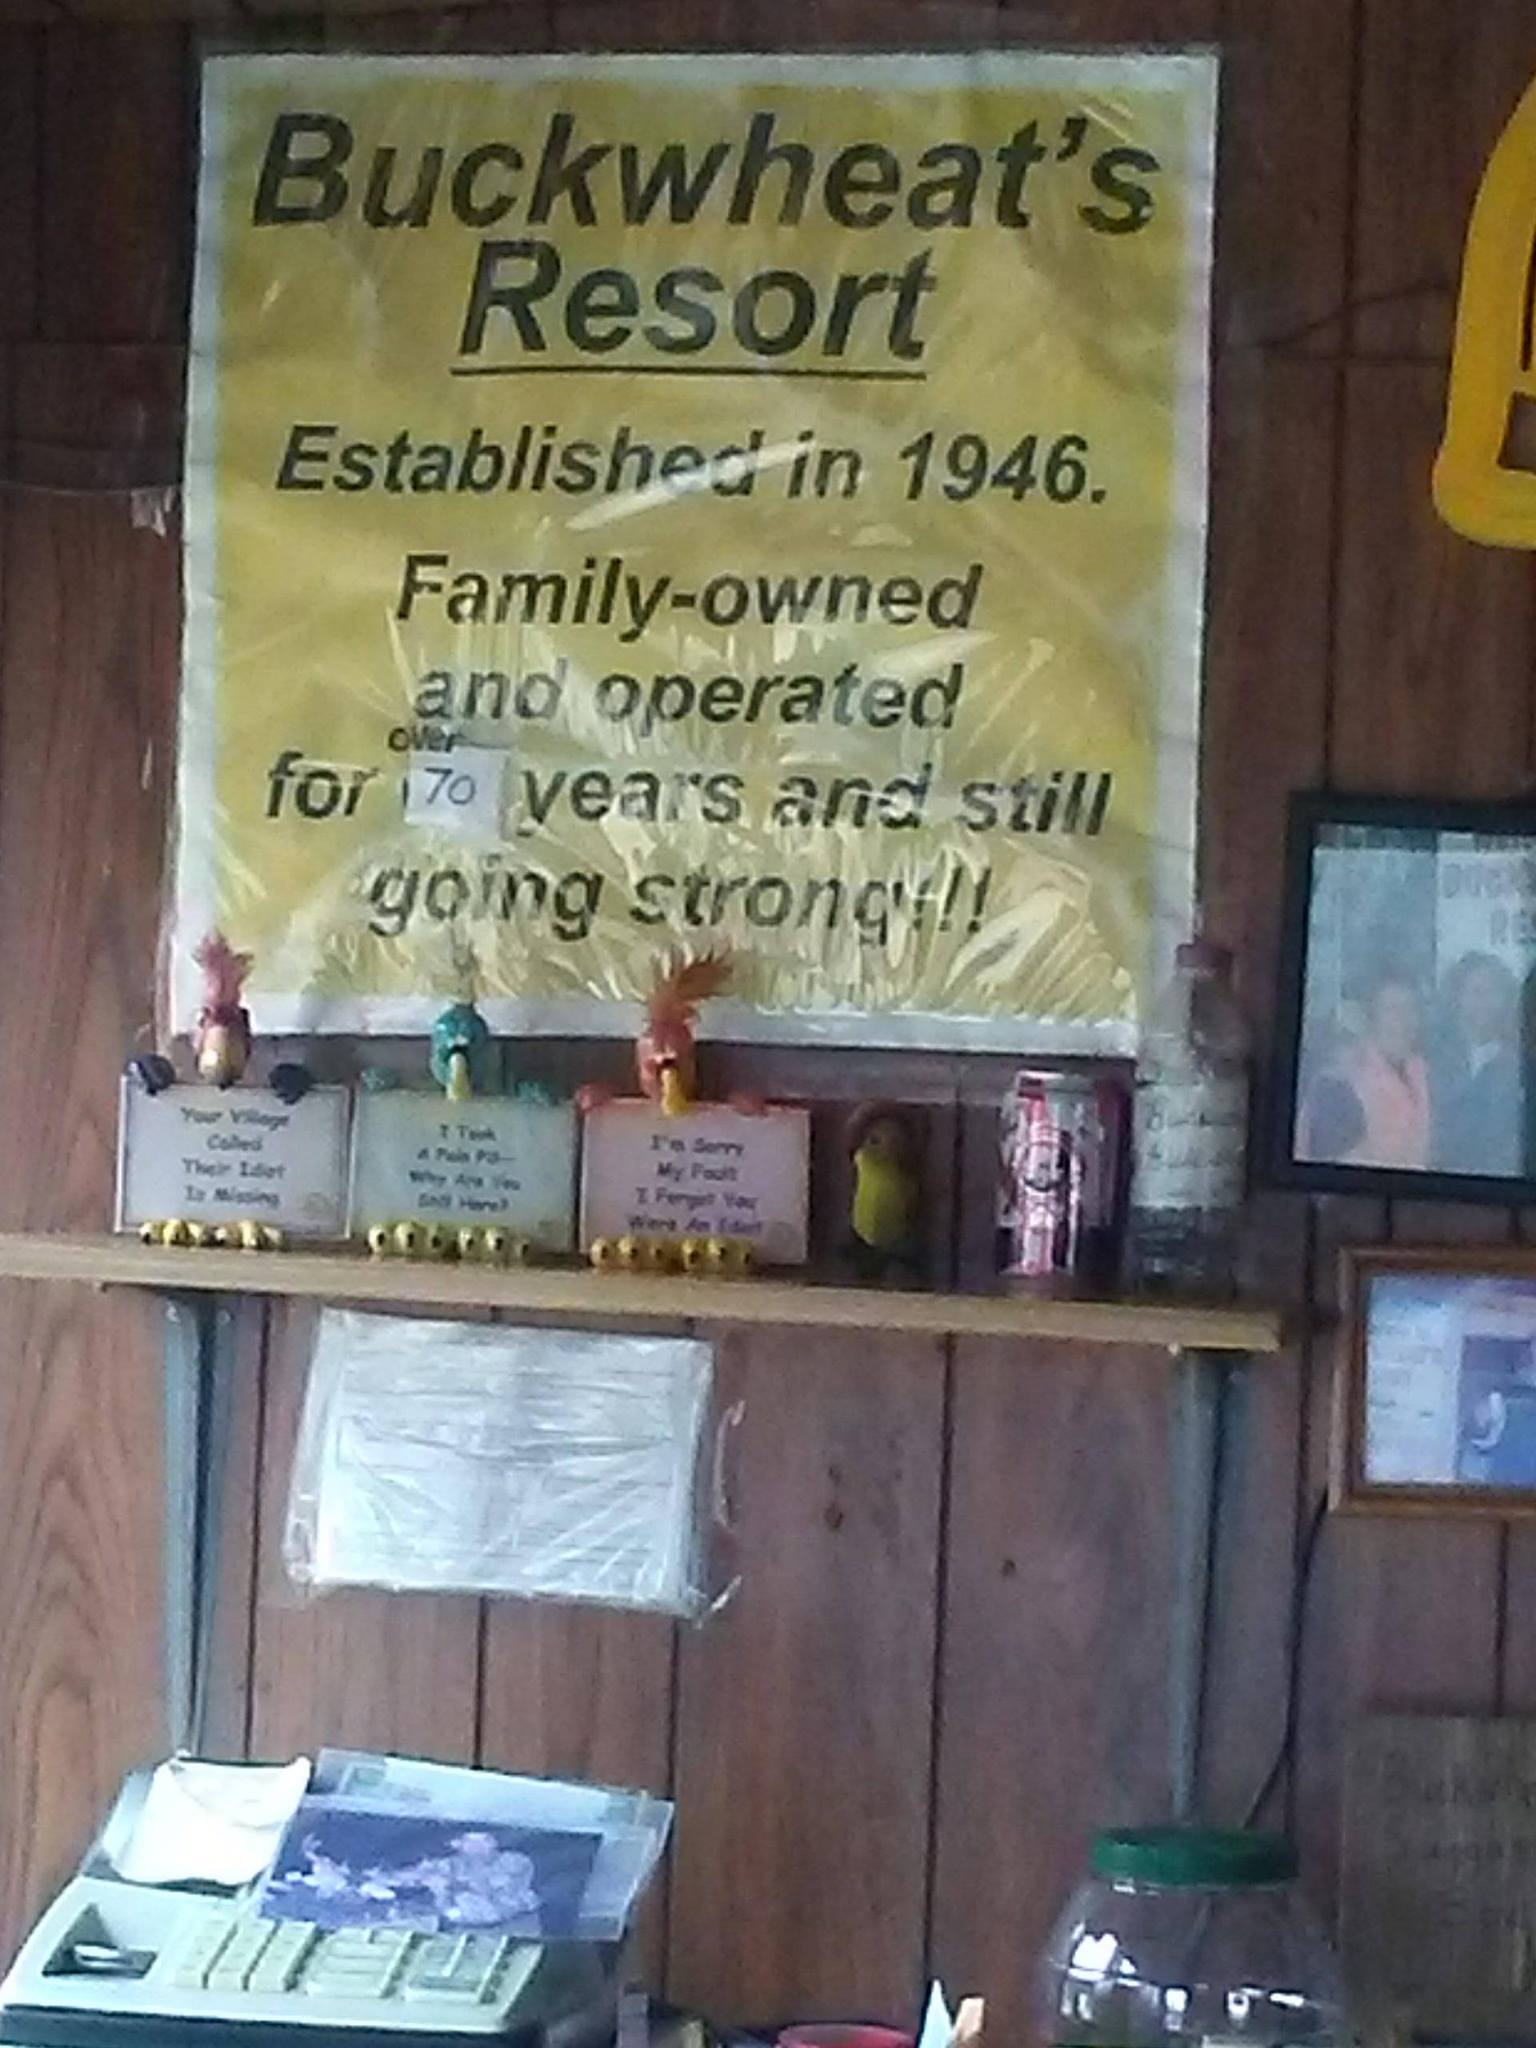 Buckwheat's
Resort
Established in 1946.
Family-owned
and operated
over
for 70 years and still
going strong!!!
Your Village
Called
Their Idiot
Is Missing
I Took
A Pain Pill
Why Are You
Still Here?
I'm Sorry
My Fault
I Forgot You
Were An Idiot